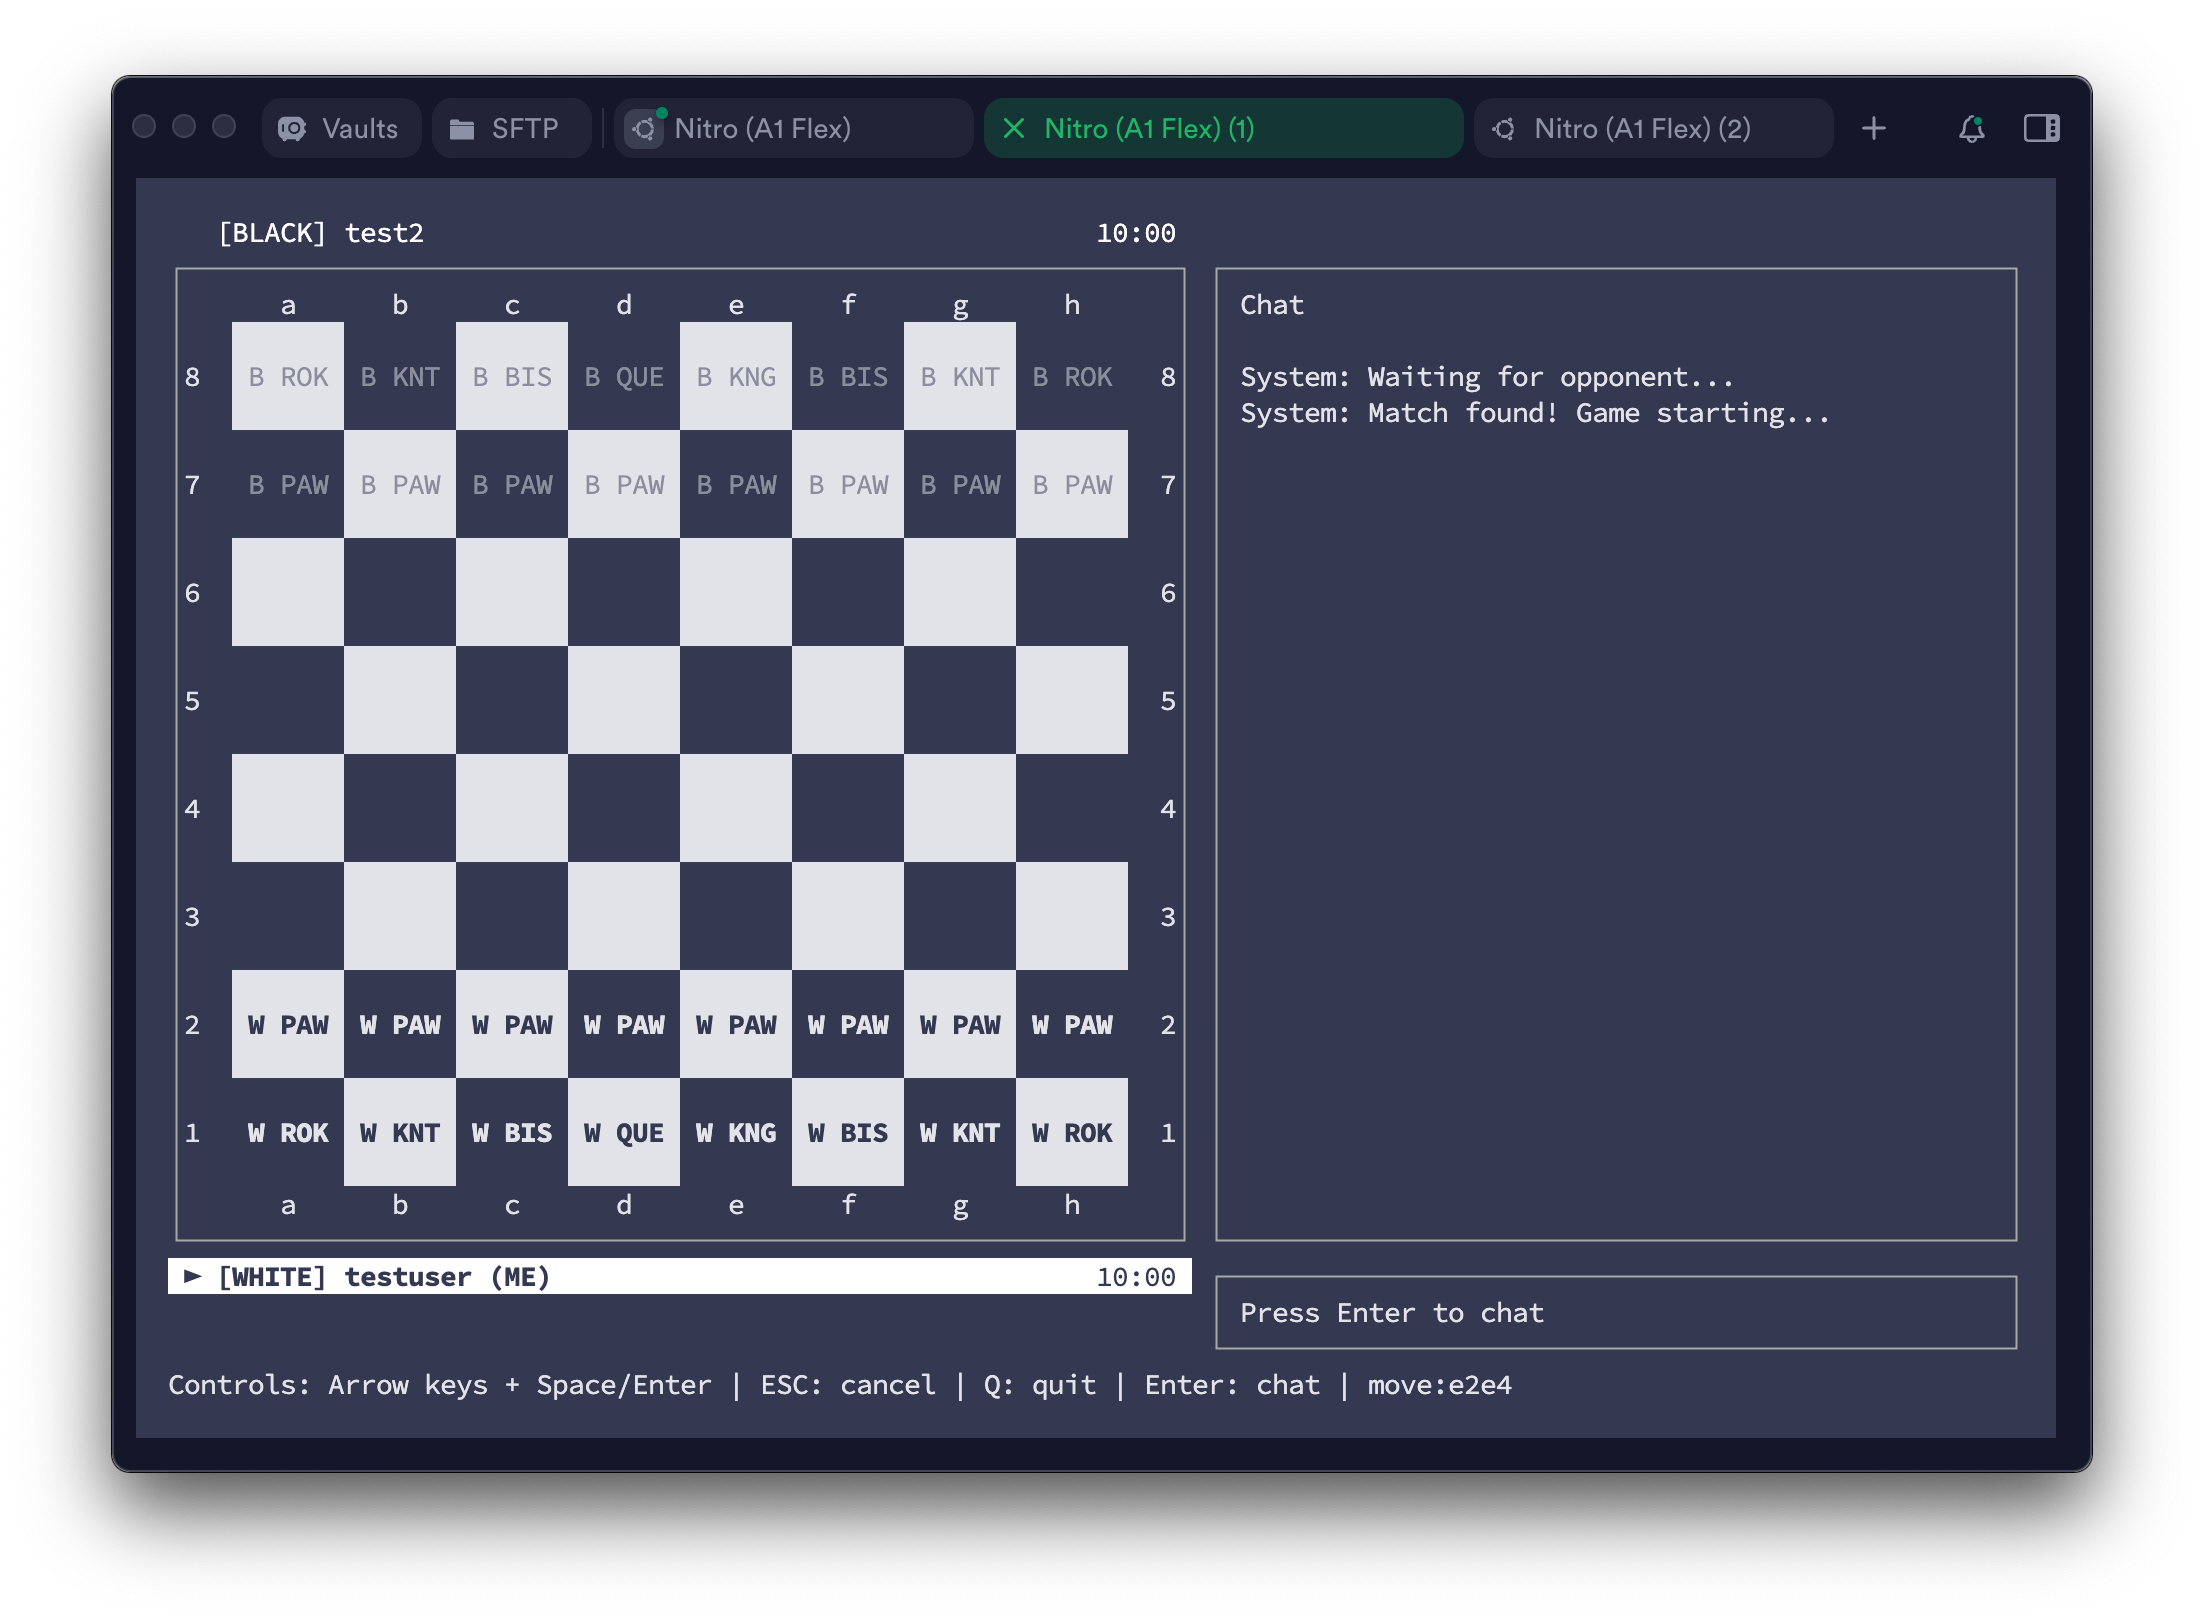 Vaults SFTP Nitro (A1 Flex) Nitro (A1 Flex) (1) Nitro (A1 Flex) (2)
[BLACK] test2 10:00
a b c d e f g h
8 B ROK B KNT B BIS B QUE B KNG B BIS B KNT B ROK 8
7 B PAW B PAW B PAW B PAW B PAW B PAW B PAW B PAW 7
6 6
5 5
4 4
3 3
2 W PAW W PAW W PAW W PAW W PAW W PAW W PAW W PAW 2
1 W ROK W KNT W BIS W QUE W KNG W BIS W KNT W ROK 1
a b c d e f g h
► [WHITE] testuser (ME) 10:00
Chat
System: Waiting for opponent...
System: Match found! Game starting...
Press Enter to chat
Controls: Arrow keys + Space/Enter | ESC: cancel | Q: quit | Enter: chat | move:e2e4